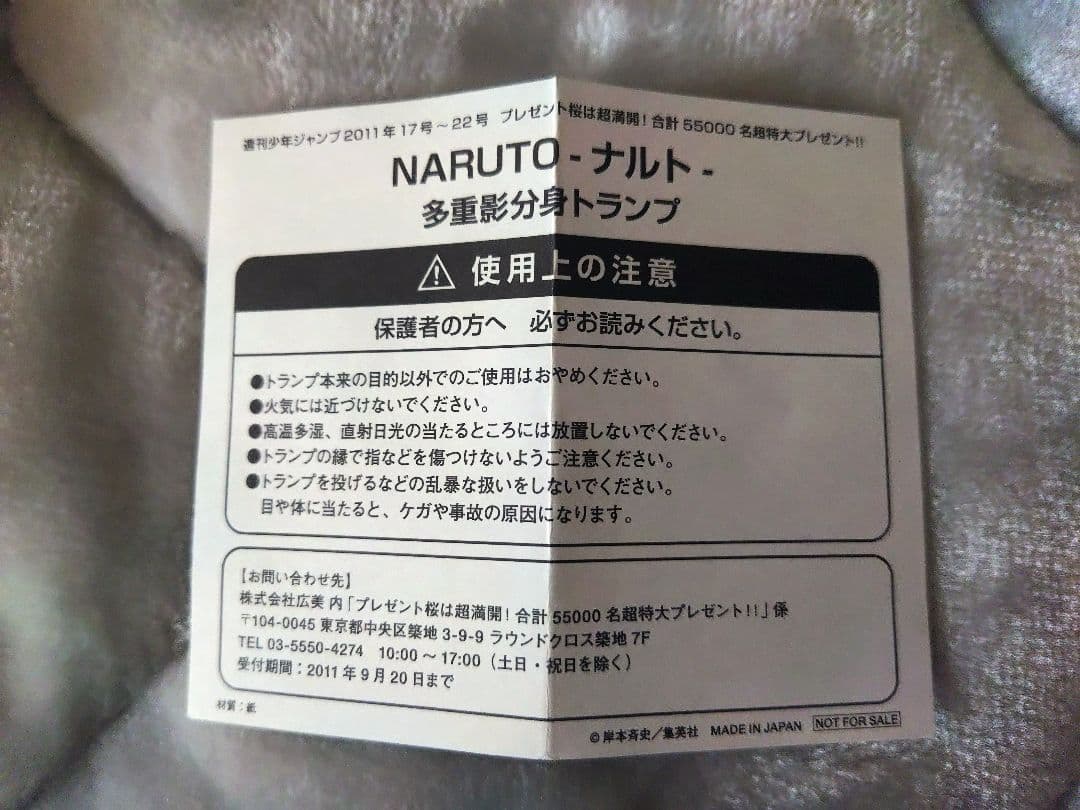 週刊少年ジャンプ2011年17号～22号 プレゼント桜は超満開！合計55000名超特大プレゼント!!
NARUTO-ナルト-
多重影分身トランプ
⚠ 使用上の注意
保護者の方へ 必ずお読みください。
●トランプ本来の目的以外でのご使用はおやめください。
●火気には近づけないでください。
●高温多湿、直射日光の当たるところには放置しないでください。
●トランプの縁で指などを傷つけないようご注意ください。
●トランプを投げるなどの乱暴な扱いをしないでください。
目や体に当たると、ケガや事故の原因になります。
【お問い合わせ先】
株式会社広美 内「プレゼント桜は超満開！合計55000名超特大プレゼント!!」係
〒104-0045 東京都中央区築地3-9-9 ラウンドクロス築地7F
TEL 03-5550-4274 10:00～17:00（土日・祝日を除く）
受付期間：2011年9月20日まで
材質：紙
©岸本斉史／集英社 MADE IN JAPAN NOT FOR SALE